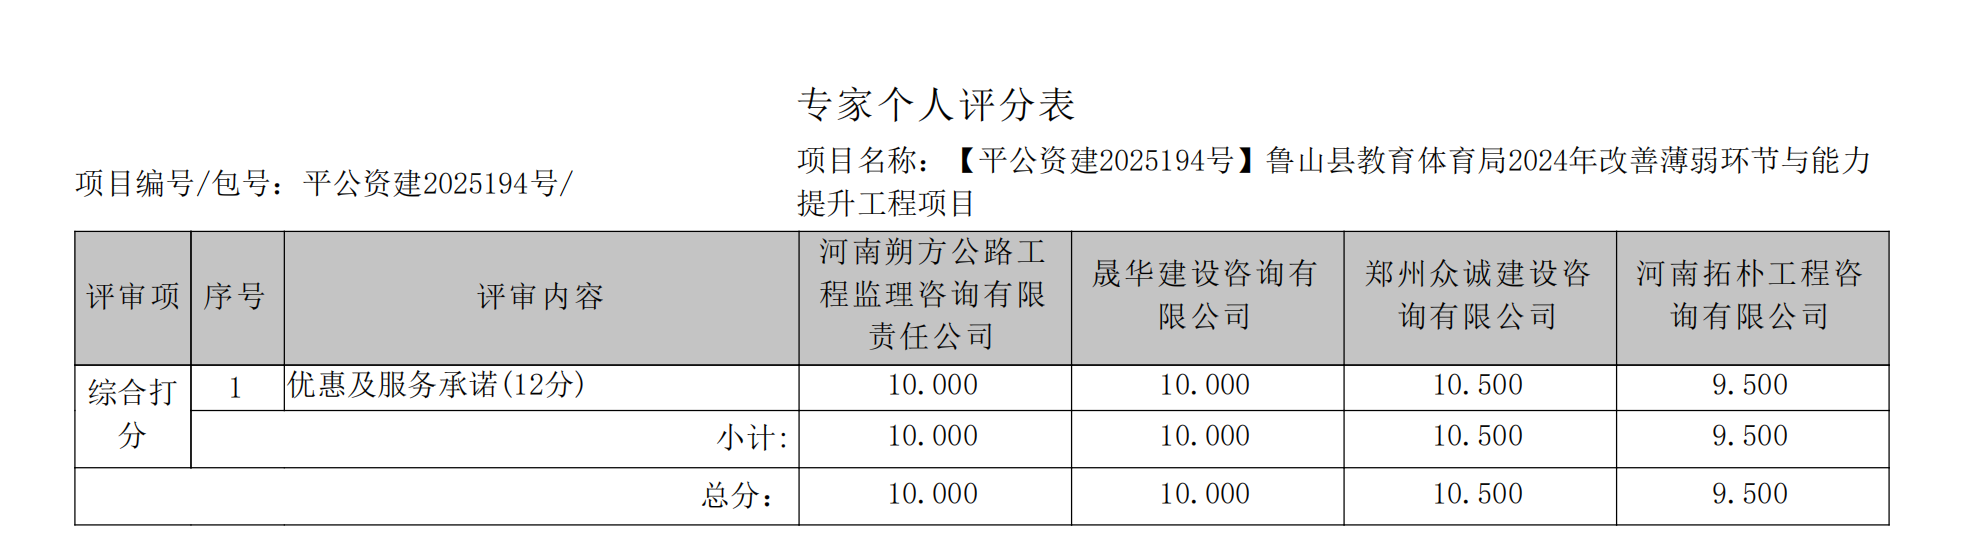 专家个人评分表
项目编号/包号：平公资建2025194号/
项目名称：【平公资建2025194号】鲁山县教育体育局2024年改善薄弱环节与能力
提升工程项目
评审项 序号 评审内容 河南朔方公路工程监理咨询有限责任公司 晟华建设咨询有限公司 郑州众诚建设咨询有限公司 河南拓朴工程咨询有限公司
综合打分 1 优惠及服务承诺(12分) 10.000 10.000 10.500 9.500
小计: 10.000 10.000 10.500 9.500
总分： 10.000 10.000 10.500 9.500